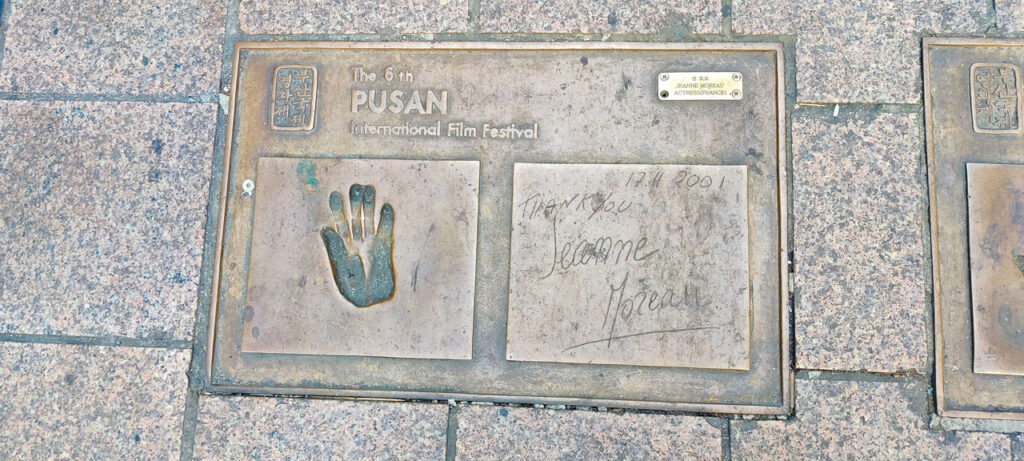 The 6th
PUSAN
International Film Festival
JEANNE MOREAU
ACTRESS(FRANCE)
17.11 2001
THANK YOU
Jeanne
Moreau